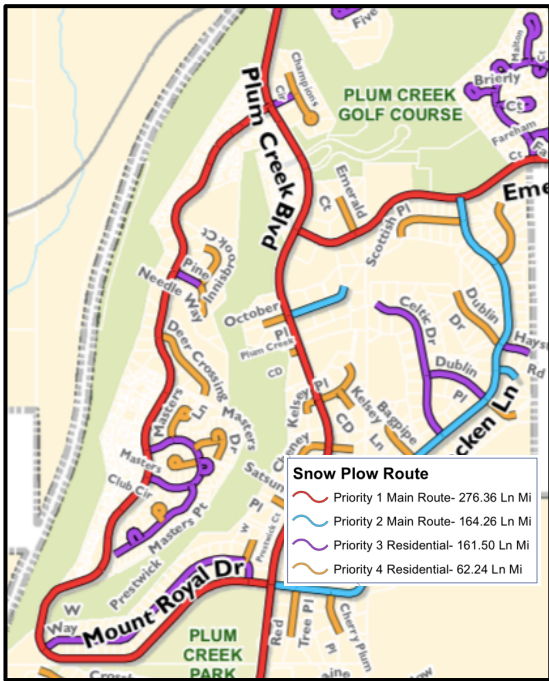 Five
Champions
Cir
Malton
Ct
Brierly
Ct
Fareham
Ct
PLUM CREEK
GOLF COURSE
Plum Creek Blvd
Emerald
Ct
Scottish Pl
Eme
Pine
Needle Way
Innisbrook Ct
October
Pl
Plum Creek
CD
Celtic Dr
Dublin
Dr
Dublin
Pl
Hays
Rd
Deer Crossing
Masters
Ln
Masters
Dr
Kelsey Pl
CD
Kelsey
Ln
Bagpipe
cken Ln
Masters
Club Cir
Masters Pt
Satsun
Pl
W
Prestwick Ct
Prestwick
W
Way
Mount Royal Dr
PLUM
CREEK
PARK
Red
Tree Pl
Cherry Plum
Pl
aine
Snow Plow Route
Priority 1 Main Route- 276.36 Ln Mi
Priority 2 Main Route- 164.26 Ln Mi
Priority 3 Residential- 161.50 Ln Mi
Priority 4 Residential- 62.24 Ln Mi